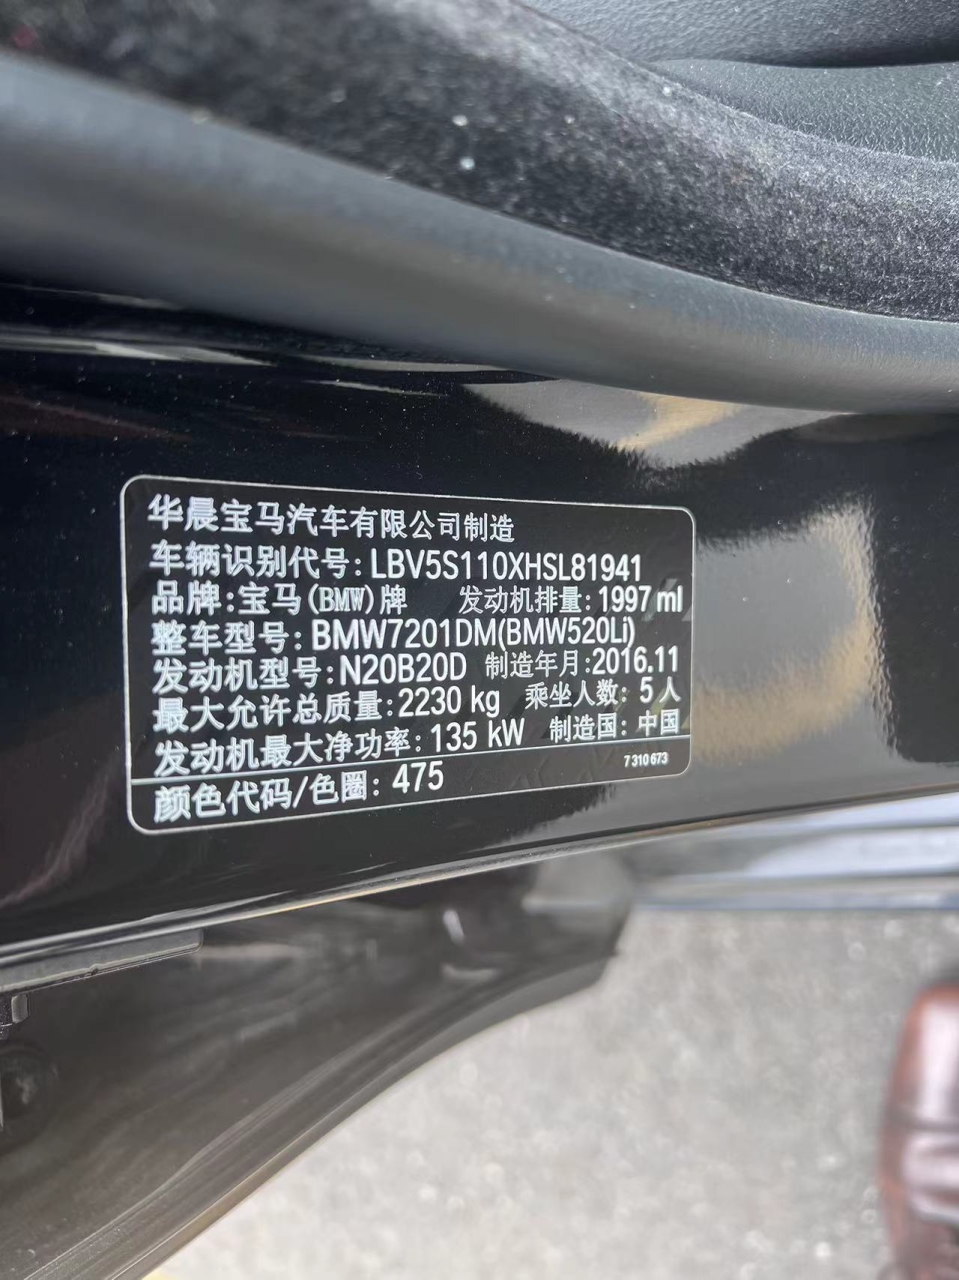 华晨宝马汽车有限公司制造
车辆识别代号：LBV5S110XHSL81941
品牌：宝马(BMW)牌 发动机排量：1997 ml
整车型号：BMW7201DM(BMW520Li)
发动机型号：N20B20D 制造年月：2016.11
最大允许总质量：2230 kg 乘坐人数：5人
发动机最大净功率：135 kW 制造国：中国
7 310 673
颜色代码/色圈：475